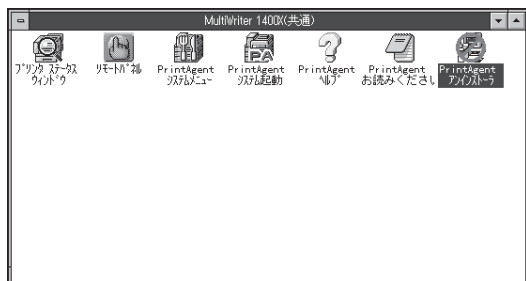 MultiWriter 1400X(共通)
ﾌﾟﾘﾝﾀ ｽﾃｰﾀｽ
ｳｨﾝﾄﾞｳ
ﾘﾓｰﾄﾊﾟﾈﾙ
PrintAgent
ｼｽﾃﾑﾒﾆｭｰ
PrintAgent
ｼｽﾃﾑ起動
PrintAgent
ﾍﾙﾌﾟ
PrintAgent
お読みください
PrintAgent
ｱﾝｲﾝｽﾄｰﾗ